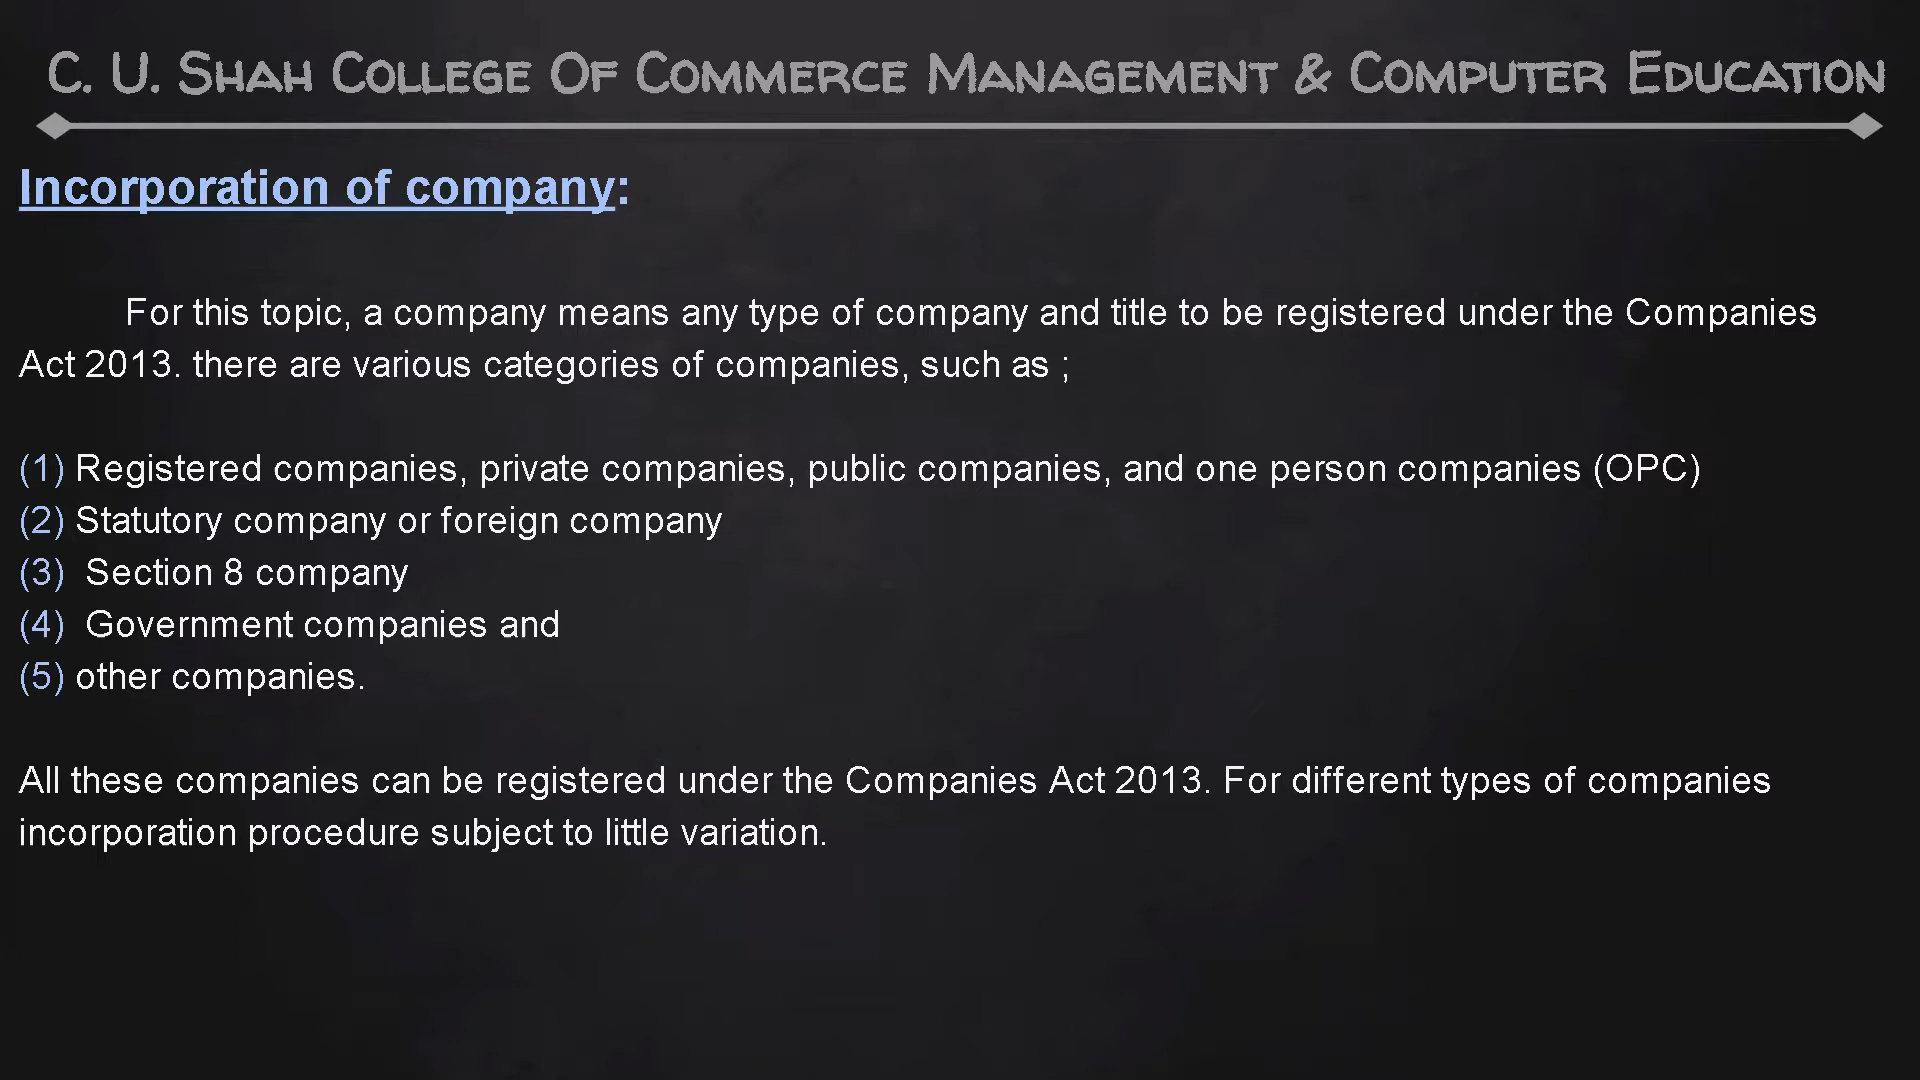 C. U. Shah College Of Commerce Management & Computer Education
Incorporation of company:
For this topic, a company means any type of company and title to be registered under the Companies
Act 2013. there are various categories of companies, such as ;
(1) Registered companies, private companies, public companies, and one person companies (OPC)
(2) Statutory company or foreign company
(3) Section 8 company
(4) Government companies and
(5) other companies.
All these companies can be registered under the Companies Act 2013. For different types of companies
incorporation procedure subject to little variation.